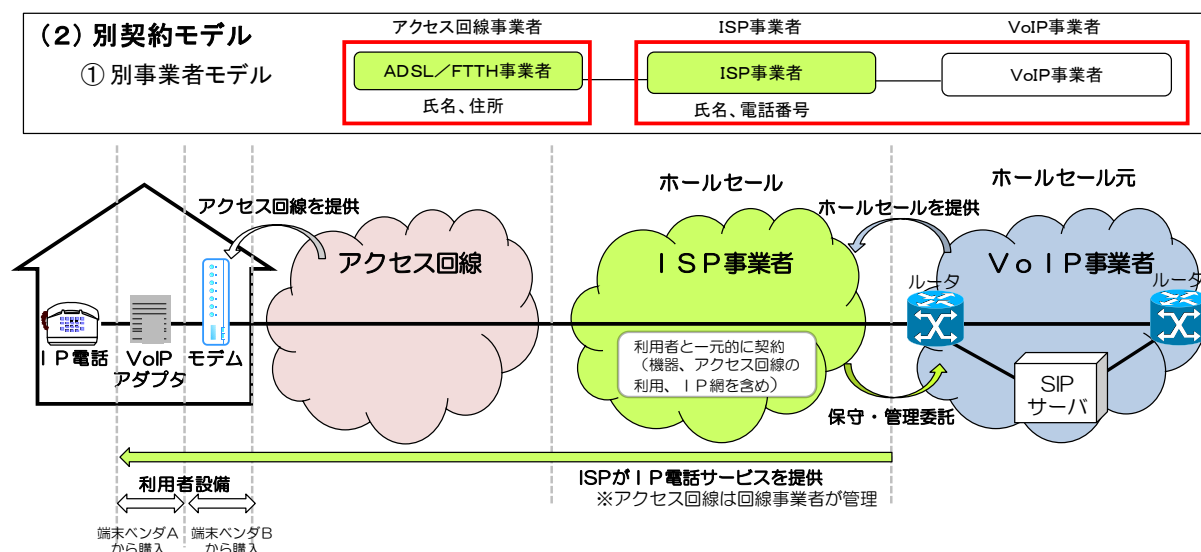 (2) 別契約モデル
① 別事業者モデル
アクセス回線事業者
ISP事業者
VoIP事業者
ADSL/FTTH事業者
ISP事業者
VoIP事業者
氏名、住所
氏名、電話番号
ホールセール
ホールセール元
アクセス回線を提供
ホールセールを提供
アクセス回線
ISP事業者
VoIP事業者
ルータ
ルータ
IP電話
VoIP
アダプタ
モデム
利用者と一元的に契約
(機器、アクセス回線の
利用、IP網を含め)
SIP
サーバ
保守・管理委託
ISPがIP電話サービスを提供
※アクセス回線は回線事業者が管理
利用者設備
端末ベンダA
から購入
端末ベンダB
から購入